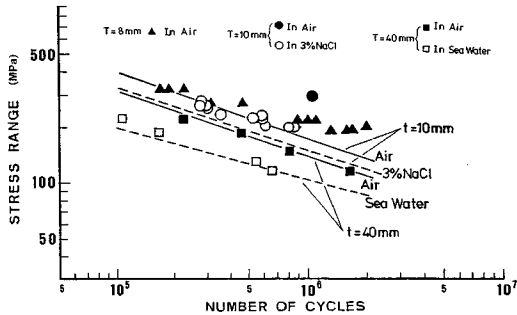 T=8mm ▲ In Air
T=10mm { ● In Air
○ In 3%NaCl
T=40mm { ■ In Air
□ In Sea Water
500
100
50
STRESS RANGE (MPa)
t=10mm
Air
3%NaCl
Air
Sea Water
t=40mm
5 10⁵ 5 10⁶ 5 10⁷
NUMBER OF CYCLES